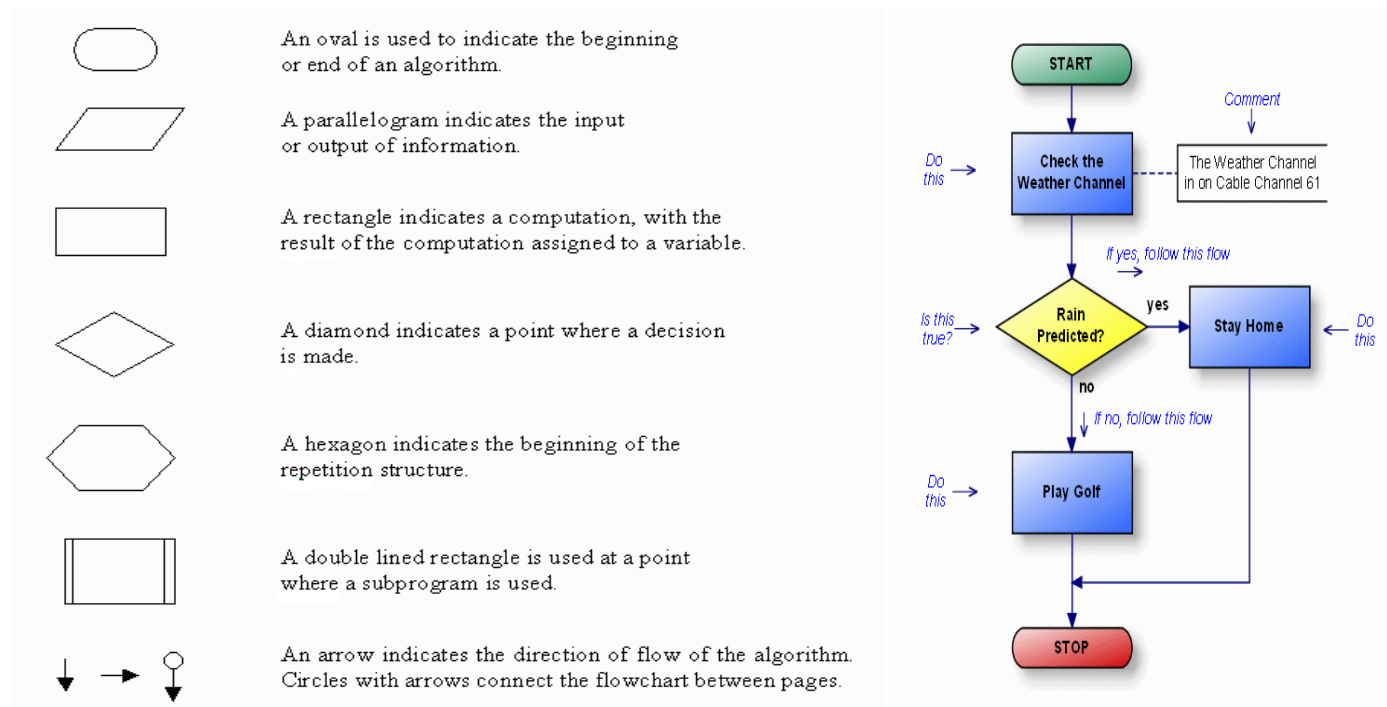 An oval is used to indicate the beginning
or end of an algorithm.
A parallelogram indicates the input
or output of information.
A rectangle indicates a computation, with the
result of the computation assigned to a variable.
A diamond indicates a point where a decision
is made.
A hexagon indicates the beginning of the
repetition structure.
A double lined rectangle is used at a point
where a subprogram is used.
An arrow indicates the direction of flow of the algorithm.
Circles with arrows connect the flowchart between pages.
START
Comment
Do
this
Check the
Weather Channel
The Weather Channel
in on Cable Channel 61
If yes, follow this flow
yes
Is this
true?
Rain
Predicted?
Stay Home
Do
this
no
If no, follow this flow
Do
this
Play Golf
STOP